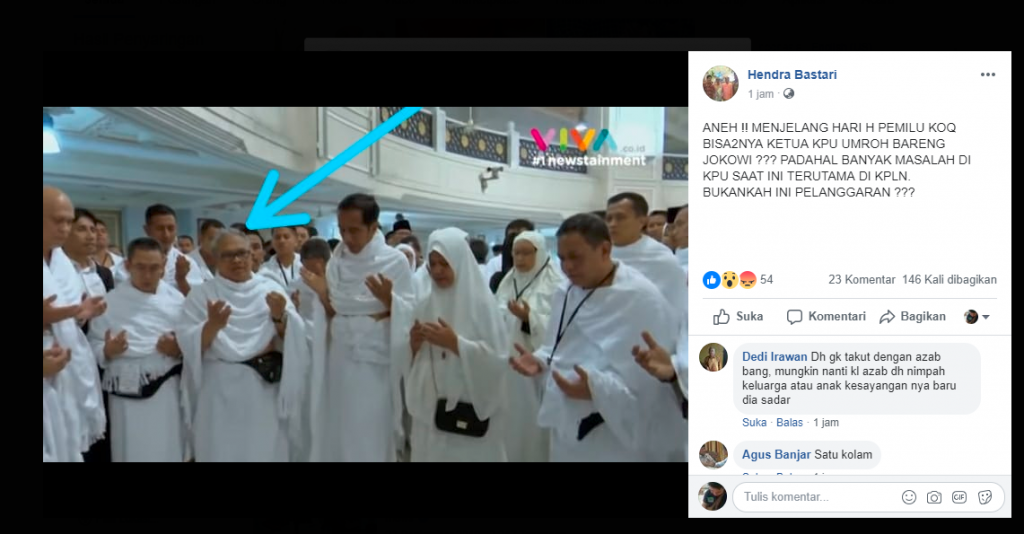 VIVA.co.id
#1 newstainment
Hendra Bastari
1 jam ·
ANEH !! MENJELANG HARI H PEMILU KOQ
BISA2NYA KETUA KPU UMROH BARENG
JOKOWI ??? PADAHAL BANYAK MASALAH DI
KPU SAAT INI TERUTAMA DI KPLN.
BUKANKAH INI PELANGGARAN ???
54
23 Komentar 146 Kali dibagikan
Suka Komentari Bagikan
Dedi Irawan Dh gk takut dengan azab
bang, mungkin nanti kl azab dh nimpah
keluarga atau anak kesayangan nya baru
dia sadar
Suka · Balas · 1 jam
Agus Banjar Satu kolam
Tulis komentar...
GIF